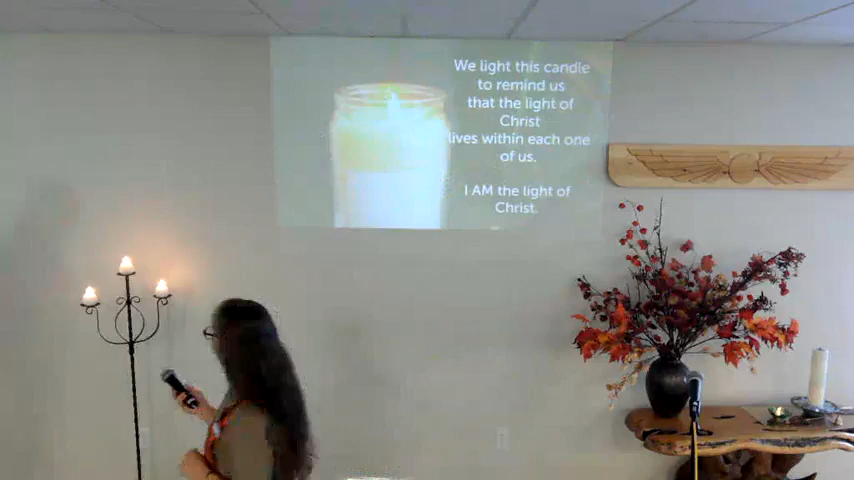 We light this candle
to remind us
that the light of
Christ
lives within each one
of us.
I AM the light of
Christ.